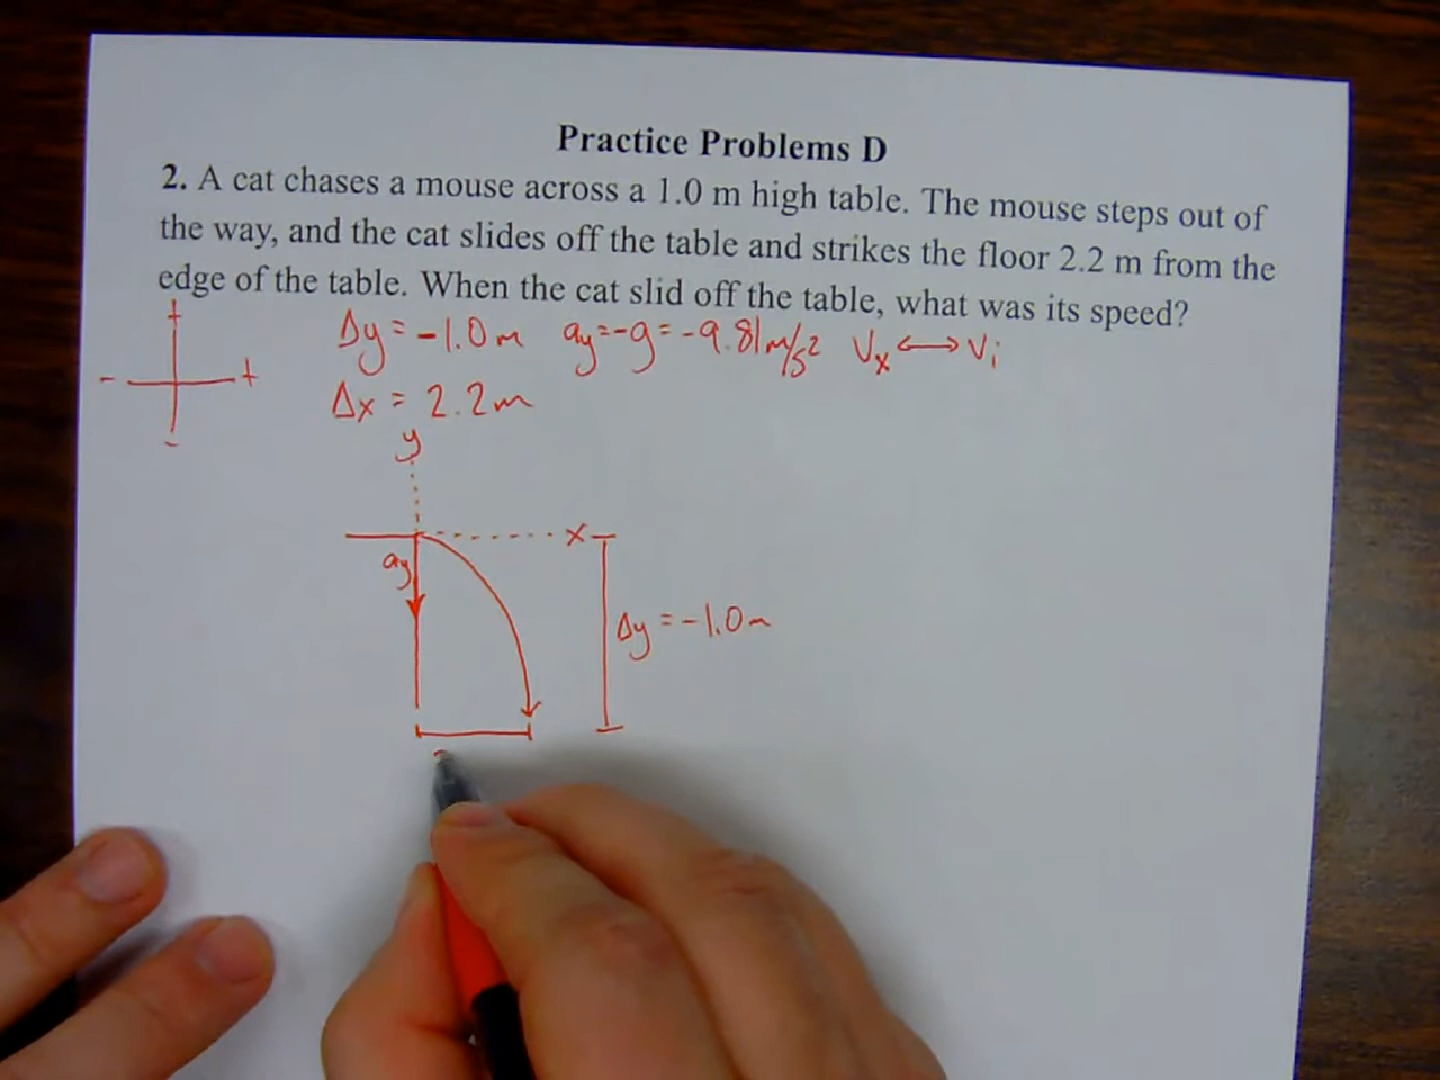 Practice Problems D
2. A cat chases a mouse across a 1.0 m high table. The mouse steps out of
the way, and the cat slides off the table and strikes the floor 2.2 m from the
edge of the table. When the cat slid off the table, what was its speed?
+
- +
-
Δy = -1.0m ay = -g = -9.81 m/s² Vx ↔ Vi
Δx = 2.2m
y
x
ay
Δy = -1.0m